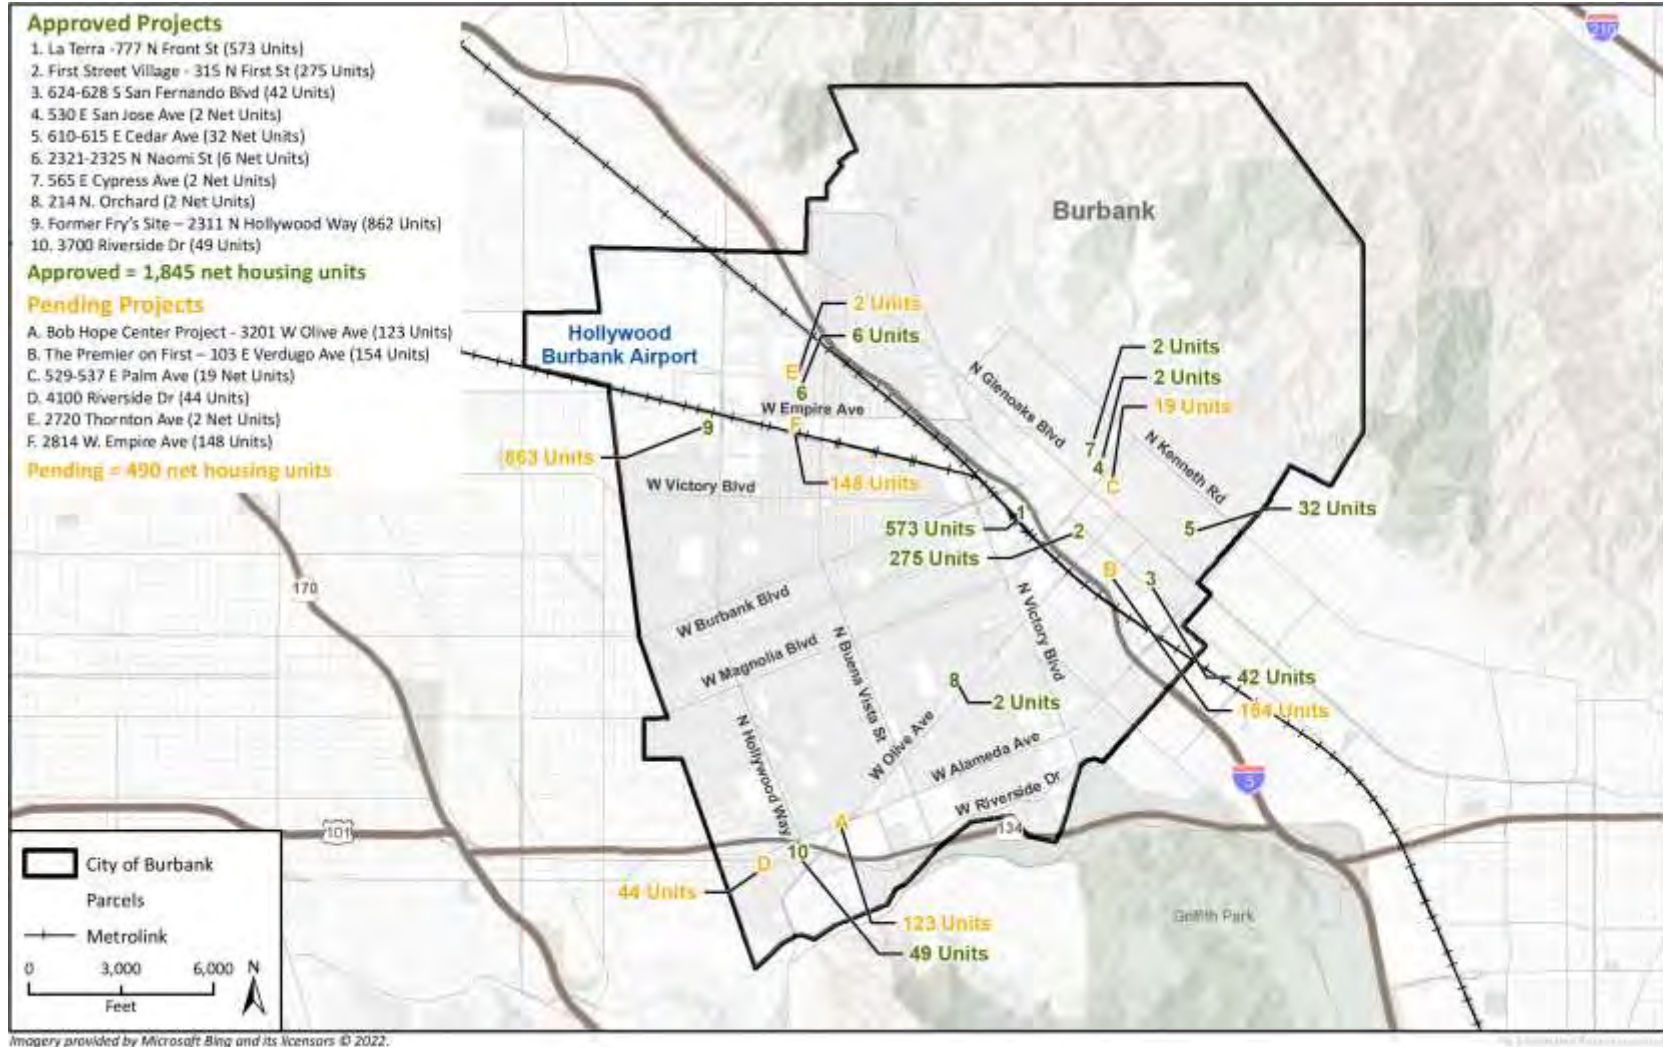 Approved Projects
1. La Terra -777 N Front St (573 Units)
2. First Street Village - 315 N First St (275 Units)
3. 624-628 S San Fernando Blvd (42 Units)
4. 530 E San Jose Ave (2 Net Units)
5. 610-615 E Cedar Ave (32 Net Units)
6. 2321-2325 N Naomi St (6 Net Units)
7. 565 E Cypress Ave (2 Net Units)
8. 214 N. Orchard (2 Net Units)
9. Former Fry's Site – 2311 N Hollywood Way (862 Units)
10. 3700 Riverside Dr (49 Units)
Approved = 1,845 net housing units
Pending Projects
A. Bob Hope Center Project - 3201 W Olive Ave (123 Units)
B. The Premier on First – 103 E Verdugo Ave (154 Units)
C. 529-537 E Palm Ave (19 Net Units)
D. 4100 Riverside Dr (44 Units)
E. 2720 Thornton Ave (2 Net Units)
F. 2814 W. Empire Ave (148 Units)
Pending = 490 net housing units
210
Burbank
Hollywood
Burbank Airport
2 Units
6 Units
E
6
W Empire Ave
F
9
863 Units
148 Units
W Victory Blvd
N Glenoaks Blvd
2 Units
2 Units
19 Units
7
4
C
N Kenneth Rd
32 Units
5
1
573 Units
2
275 Units
B
3
170
W Burbank Blvd
W Magnolia Blvd
N Buena Vista St
N Victory Blvd
8
2 Units
42 Units
154 Units
N Hollywood Way
W Olive Ave
W Alameda Ave
W Riverside Dr
5
101
134
A
10
D
44 Units
123 Units
49 Units
Griffith Park
City of Burbank
Parcels
Metrolink
0 3,000 6,000 N
Feet
Imagery provided by Microsoft Bing and its licensors © 2022.